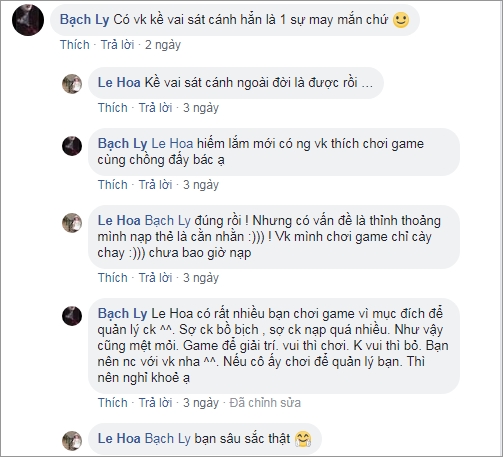 Bạch Ly Có vk kề vai sát cánh hẳn là 1 sự may mắn chứ
Thích · Trả lời · 2 ngày
Le Hoa Kề vai sát cánh ngoài đời là được rồi ...
Thích · Trả lời · 3 ngày
Bạch Ly Le Hoa hiếm lắm mới có ng vk thích chơi game
cùng chồng đấy bác ạ
Thích · Trả lời · 3 ngày
Le Hoa Bạch Ly đúng rồi ! Nhưng có vấn đề là thỉnh thoảng
mình nạp thẻ là cằn nhằn :))) ! Vk mình chơi game chỉ cày
chay :))) chưa bao giờ nạp
Thích · Trả lời · 3 ngày
Bạch Ly Le Hoa có rất nhiều bạn chơi game vì mục đích để
quản lý ck ^^. Sợ ck bồ bịch , sợ ck nạp quá nhiều. Như vậy
cũng mệt mỏi. Game để giải trí. vui thì chơi. K vui thì bỏ. Bạn
nên nc với vk nha ^^. Nếu cô ấy chơi để quản lý bạn. Thì
nên nghỉ khoẻ ạ
Thích · Trả lời · 3 ngày · Đã chỉnh sửa
Le Hoa Bạch Ly bạn sâu sắc thật
Thích · Trả lời · 3 ngày